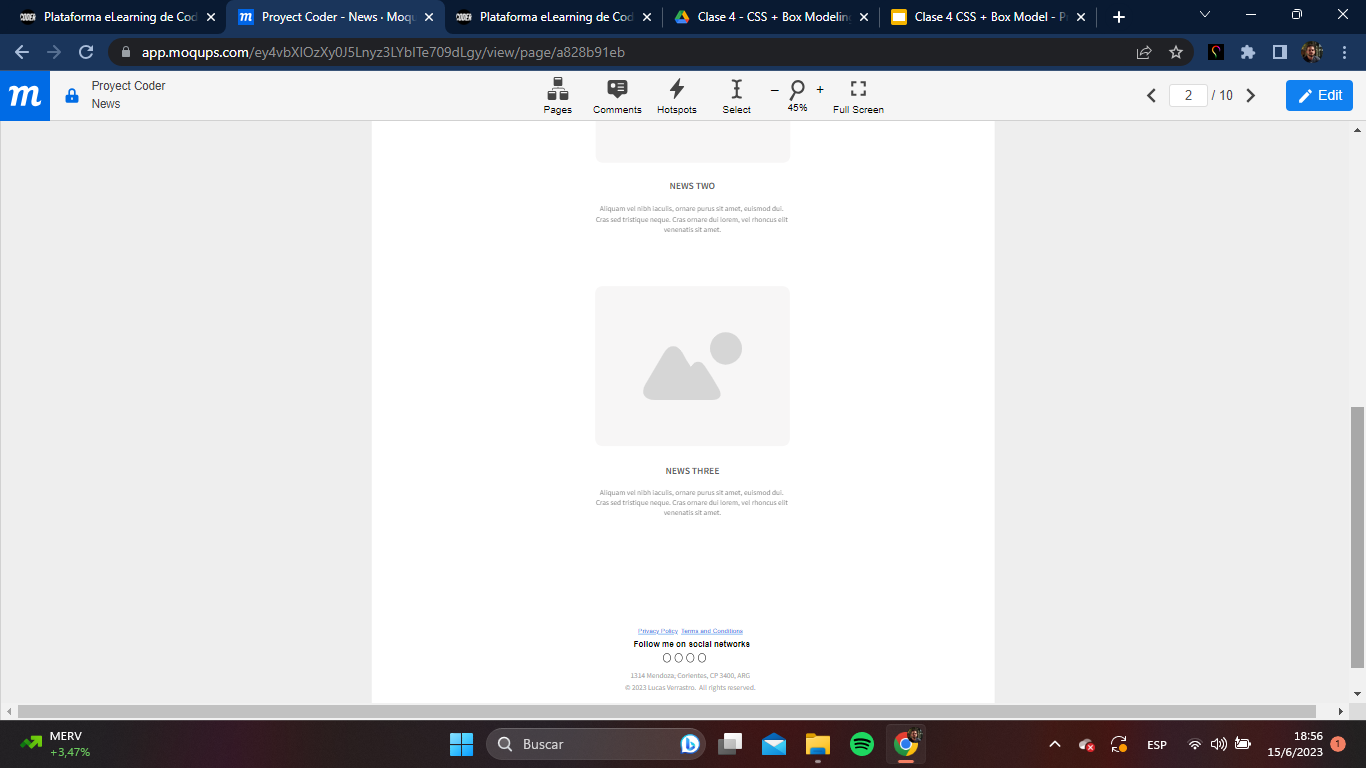 Plataforma eLearning de Cod
Proyect Coder - News · Moqu
Plataforma eLearning de Cod
Clase 4 - CSS + Box Modeling
Clase 4 CSS + Box Model - P
app.moqups.com/ey4vbXlOzXy0J5Lnyz3LYbITe709dLgy/view/page/a828b91eb
m
Proyect Coder
News
Pages
Comments
Hotspots
Select
45%
Full Screen
2 / 10
Edit
NEWS TWO
Aliquam vel nibh iaculis, ornare purus sit amet, euismod dui.
Cras sed tristique neque. Cras ornare dui lorem, vel rhoncus elit
venenatis sit amet.
NEWS THREE
Aliquam vel nibh iaculis, ornare purus sit amet, euismod dui.
Cras sed tristique neque. Cras ornare dui lorem, vel rhoncus elit
venenatis sit amet.
Privacy Policy Terms and Conditions
Follow me on social networks
1314 Mendoza, Corientes, CP 3400, ARG
© 2023 Lucas Verrastro. All rights reserved.
MERV
+3,47%
Buscar
ESP
18:56
15/6/2023
1